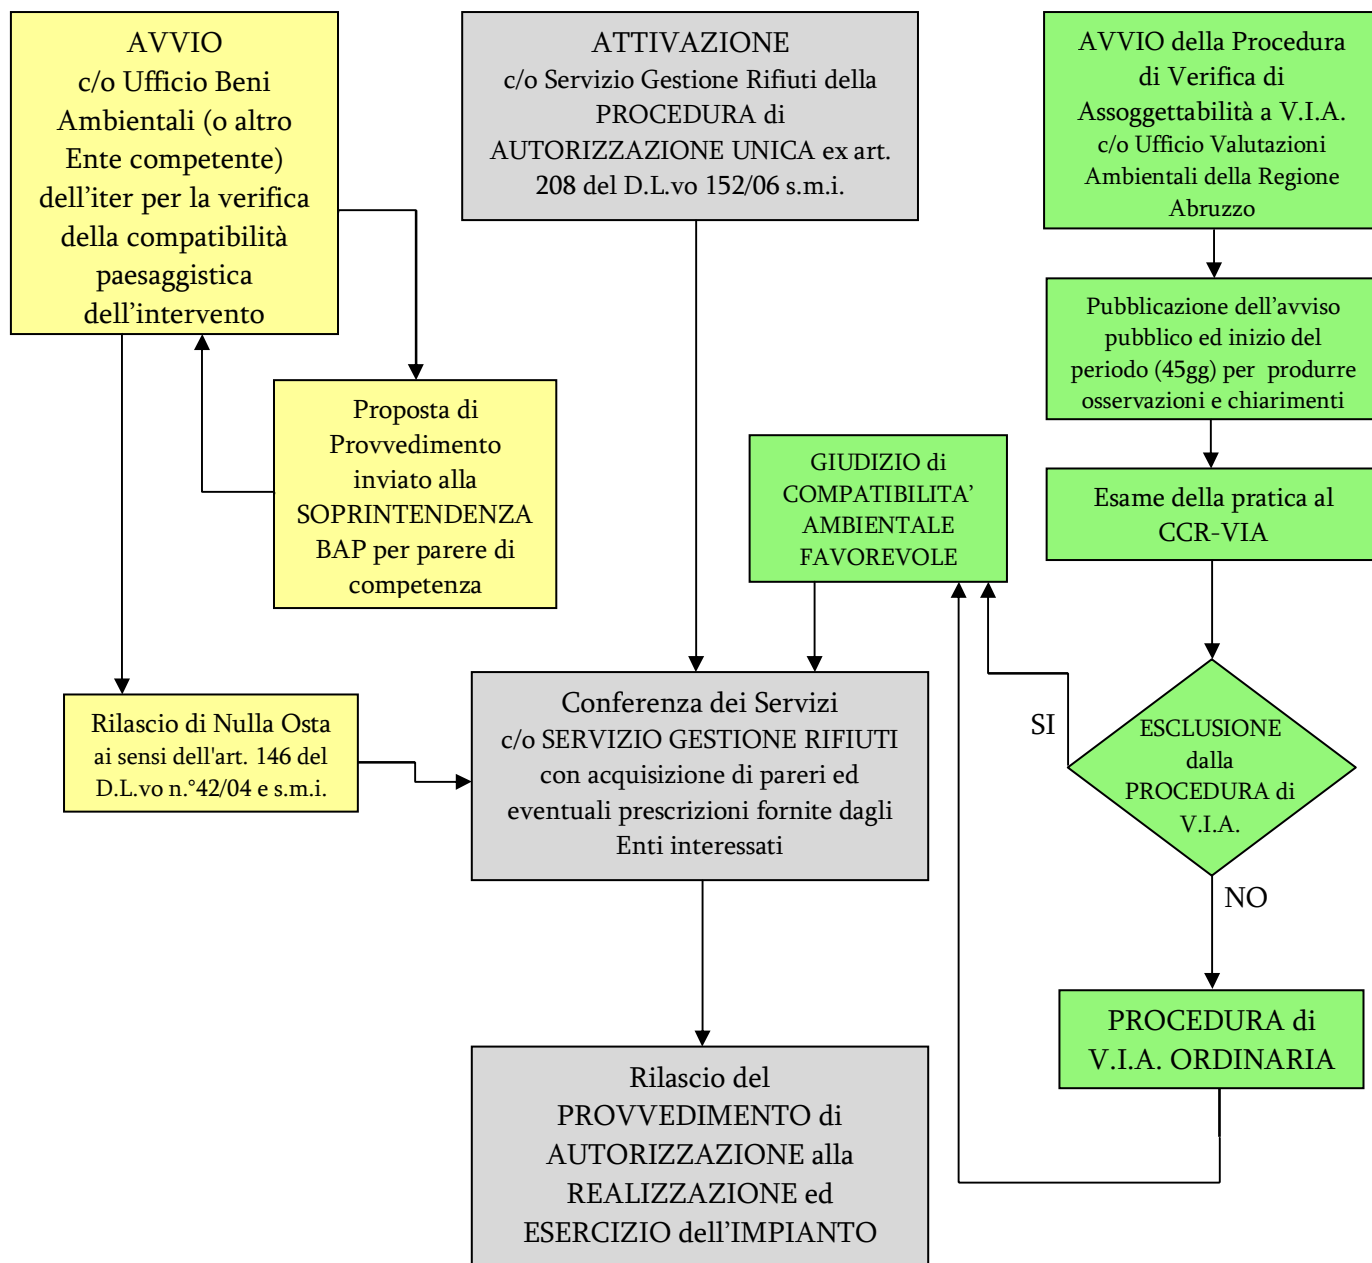 AVVIO
c/o Ufficio Beni
Ambientali (o altro
Ente competente)
dell’iter per la verifica
della compatibilità
paesaggistica
dell’intervento
Proposta di
Provvedimento
inviato alla
SOPRINTENDENZA
BAP per parere di
competenza
Rilascio di Nulla Osta
ai sensi dell'art. 146 del
D.L.vo n.°42/04 e s.m.i.
ATTIVAZIONE
c/o Servizio Gestione Rifiuti della
PROCEDURA di
AUTORIZZAZIONE UNICA ex art.
208 del D.L.vo 152/06 s.m.i.
GIUDIZIO di
COMPATIBILITA’
AMBIENTALE
FAVOREVOLE
Conferenza dei Servizi
c/o SERVIZIO GESTIONE RIFIUTI
con acquisizione di pareri ed
eventuali prescrizioni fornite dagli
Enti interessati
Rilascio del
PROVVEDIMENTO di
AUTORIZZAZIONE alla
REALIZZAZIONE ed
ESERCIZIO dell’IMPIANTO
AVVIO della Procedura
di Verifica di
Assoggettabilità a V.I.A.
c/o Ufficio Valutazioni
Ambientali della Regione
Abruzzo
Pubblicazione dell’avviso
pubblico ed inizio del
periodo (45gg) per produrre
osservazioni e chiarimenti
Esame della pratica al
CCR-VIA
SI
ESCLUSIONE
dalla
PROCEDURA di
V.I.A.
NO
PROCEDURA di
V.I.A. ORDINARIA